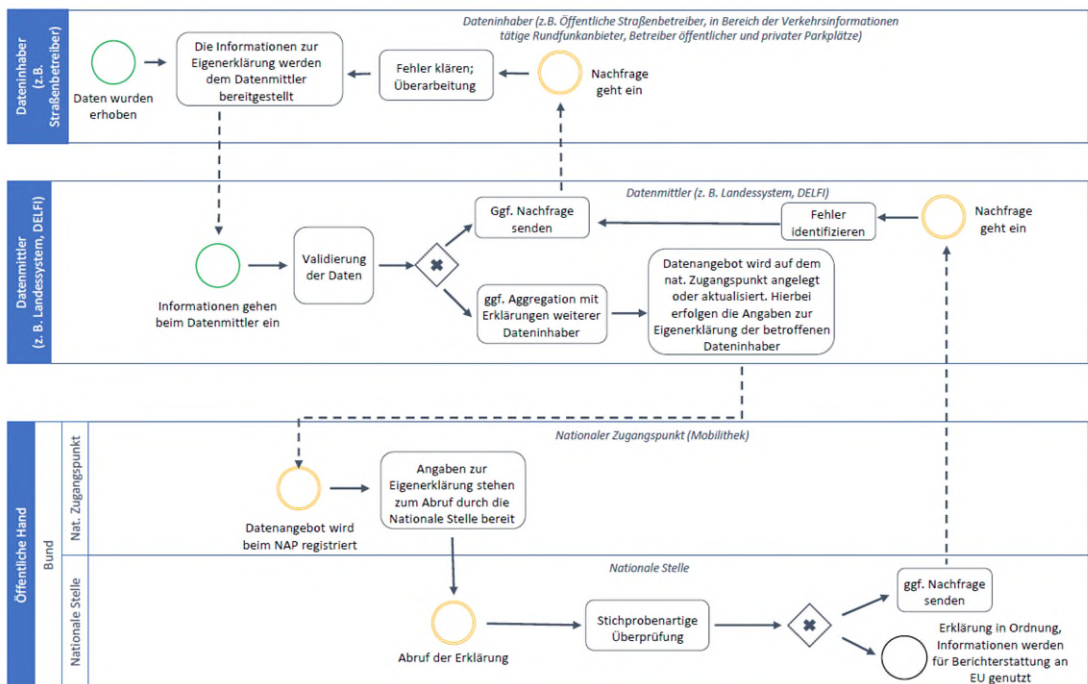 Dateninhaber
(z.B.
Straßenbetreiber)
Dateninhaber (z.B. Öffentliche Straßenbetreiber, in Bereich der Verkehrsinformationen
tätige Rundfunkanbieter, Betreiber öffentlicher und privater Parkplätze)
Daten wurden
erhoben
Die Informationen zur
Eigenerklärung werden
dem Datenmittler
bereitgestellt
Fehler klären;
Überarbeitung
Nachfrage
geht ein
Datenmittler
(z. B. Landessystem, DELFI)
Datenmittler (z. B. Landessystem, DELFI)
Informationen gehen
beim Datenmittler ein
Validierung
der Daten
Ggf. Nachfrage
senden
ggf. Aggregation mit
Erklärungen weiterer
Dateninhaber
Fehler
identifizieren
Nachfrage
geht ein
Datenangebot wird auf dem
nat. Zugangspunkt angelegt
oder aktualisiert. Hierbei
erfolgen die Angaben zur
Eigenerklärung der betroffenen
Dateninhaber
Öffentliche Hand
Bund
Nat. Zugangspunkt
Nationaler Zugangspunkt (Mobilithek)
Datenangebot wird
beim NAP registriert
Angaben zur
Eigenerklärung stehen
zum Abruf durch die
Nationale Stelle bereit
Nationale Stelle
Nationale Stelle
Abruf der Erklärung
Stichprobenartige
Überprüfung
ggf. Nachfrage
senden
Erklärung in Ordnung,
Informationen werden
für Berichterstattung an
EU genutzt